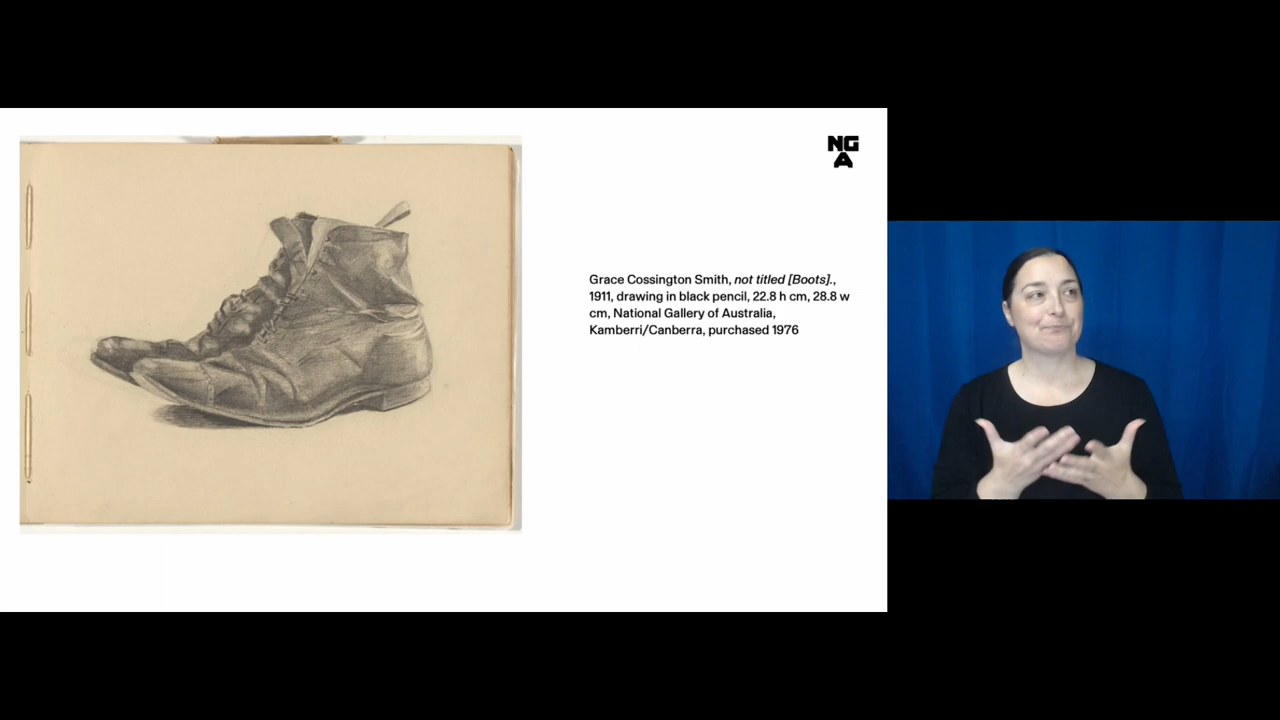 NG
A
Grace Cossington Smith, not titled [Boots].,
1911, drawing in black pencil, 22.8 h cm, 28.8 w
cm, National Gallery of Australia,
Kamberri/Canberra, purchased 1976